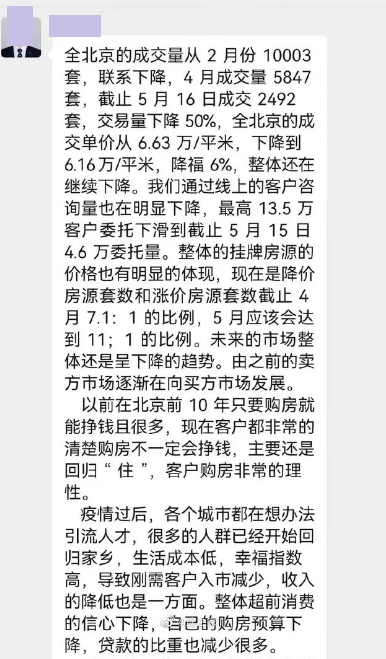 全北京的成交量从 2 月份 10003
套，联系下降，4 月成交量 5847
套，截止 5 月 16 日成交 2492
套，交易量下降 50%，全北京的成
交单价从 6.63 万/平米，下降到
6.16 万/平米，降福 6%，整体还在
继续下降。我们通过线上的客户咨
询量也在明显下降，最高 13.5 万
客户委托下滑到截止 5 月 15 日
4.6 万委托量。整体的挂牌房源的
价格也有明显的体现，现在是降价
房源套数和涨价房源套数截止 4
月 7.1：1 的比例，5 月应该会达
到 11；1 的比例。未来的市场整
体还是呈下降的趋势。由之前的卖
方市场逐渐在向买方市场发展。
以前在北京前 10 年只要购房就
能挣钱且很多，现在客户都非常的
清楚购房不一定会挣钱，主要还是
回归“住”，客户购房非常的理
性。
疫情过后，各个城市都在想办法
引流人才，很多的人群已经开始回
归家乡，生活成本低，幸福指数
高，导致刚需客户入市减少，收入
的降低也是一方面。整体超前消费
的信心下降，自己的购房预算下
降，贷款的比重也减少很多。